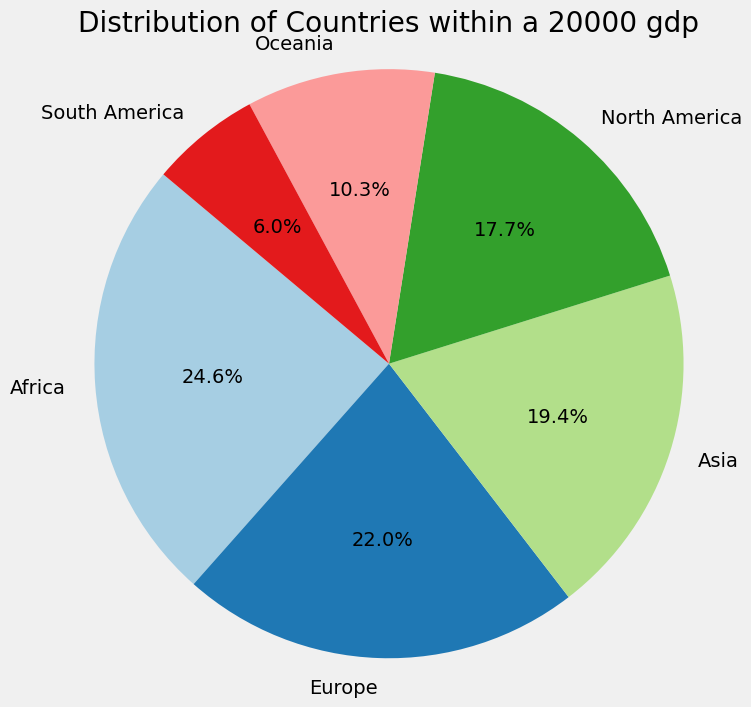 Distribution of Countries within a 20000 gdp
Oceania
South America
North America
10.3%
6.0%
17.7%
24.6%
Africa
19.4%
Asia
22.0%
Europe